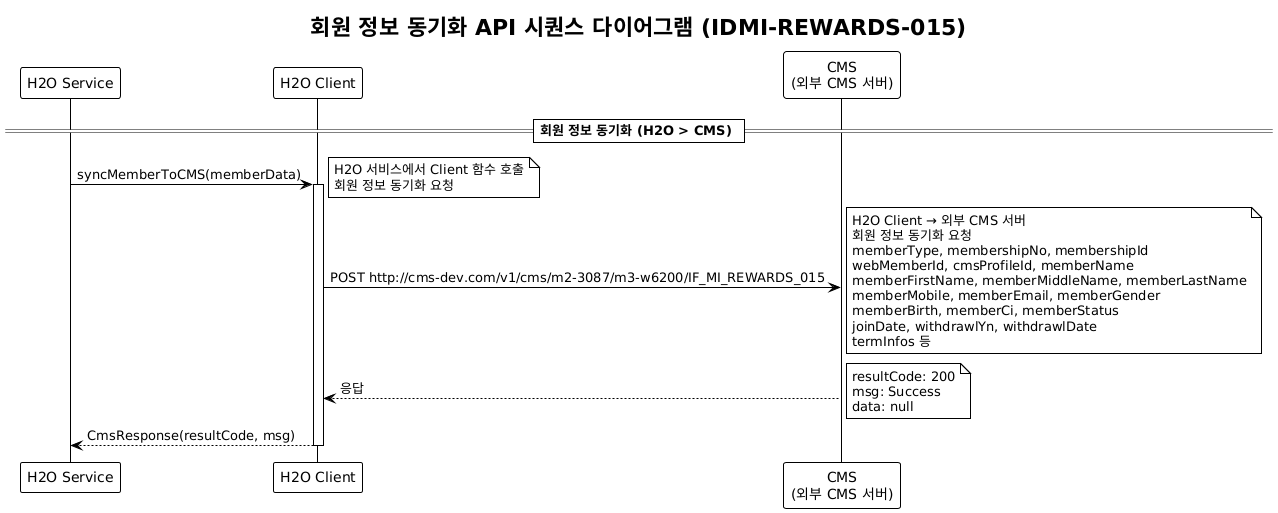 회원 정보 동기화 API 시퀀스 다이어그램 (IDMI-REWARDS-015)
H2O Service
H2O Client
CMS
(외부 CMS 서버)
회원 정보 동기화 (H2O > CMS)
syncMemberToCMS(memberData)
H2O 서비스에서 Client 함수 호출
회원 정보 동기화 요청
POST http://cms-dev.com/v1/cms/m2-3087/m3-w6200/IF_MI_REWARDS_015
H2O Client → 외부 CMS 서버
회원 정보 동기화 요청
memberType, membershipNo, membershipId
webMemberId, cmsProfileId, memberName
memberFirstName, memberMiddleName, memberLastName
memberMobile, memberEmail, memberGender
memberBirth, memberCi, memberStatus
joinDate, withdrawlYn, withdrawlDate
termInfos 등
응답
resultCode: 200
msg: Success
data: null
CmsResponse(resultCode, msg)
H2O Service
H2O Client
CMS
(외부 CMS 서버)